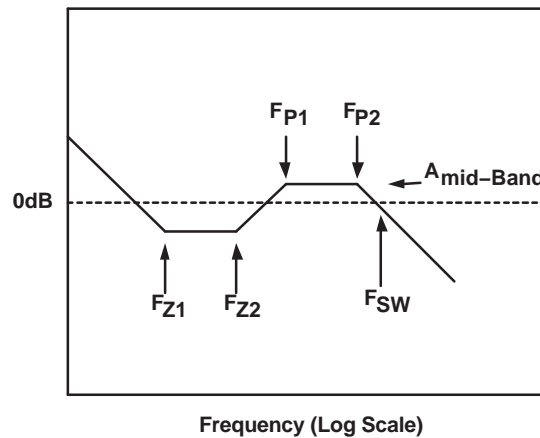 F_P1 F_P2
A_mid–Band
0dB
F_Z1 F_Z2 F_SW
Frequency (Log Scale)